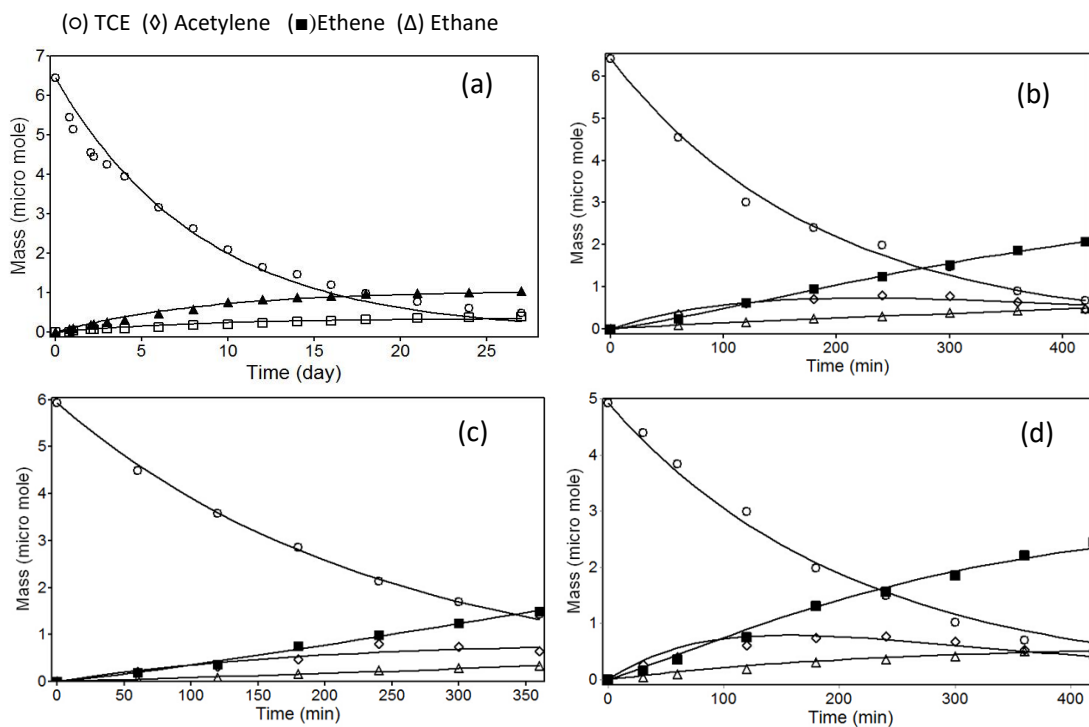 (○) TCE (◊) Acetylene (■)Ethene (Δ) Ethane
(a)
Mass (micro mole)
7
6
5
4
3
2
1
0
0 5 10 15 20 25
Time (day)
(b)
Mass (micro mole)
6
5
4
3
2
1
0
0 100 200 300 400
Time (min)
(c)
Mass (micro mole)
6
5
4
3
2
1
0
0 50 100 150 200 250 300 350
Time (min)
(d)
Mass (micro mole)
5
4
3
2
1
0
0 100 200 300 400
Time (min)